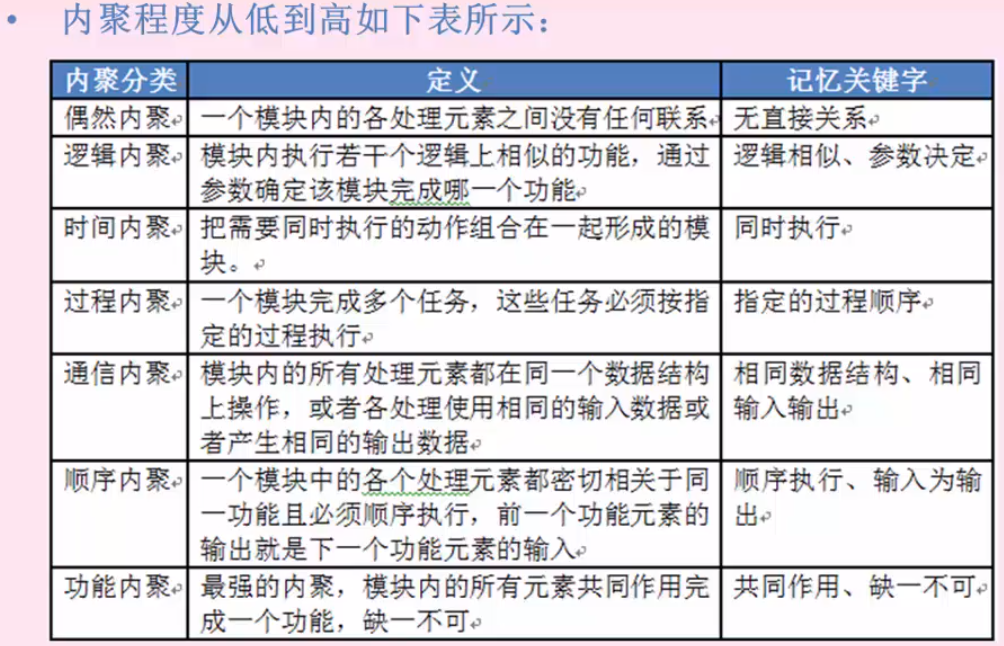 • 内聚程度从低到高如下表所示：
内聚分类 定义 记忆关键字
偶然内聚 一个模块内的各处理元素之间没有任何联系 无直接关系
逻辑内聚 模块内执行若干个逻辑上相似的功能，通过 逻辑相似、参数决定
参数确定该模块完成哪一个功能
时间内聚 把需要同时执行的动作组合在一起形成的模 同时执行
块。
过程内聚 一个模块完成多个任务，这些任务必须按指 指定的过程顺序
定的过程执行
通信内聚 模块内的所有处理元素都在同一个数据结构 相同数据结构、相同
上操作，或者各处理使用相同的输入数据或 输入输出
者产生相同的输出数据
顺序内聚 一个模块中的各个处理元素都密切相关于同 顺序执行、输入为输
一功能且必须顺序执行，前一个功能元素的 出
输出就是下一个功能元素的输入
功能内聚 最强的内聚，模块内的所有元素共同作用完 共同作用、缺一不可
成一个功能，缺一不可